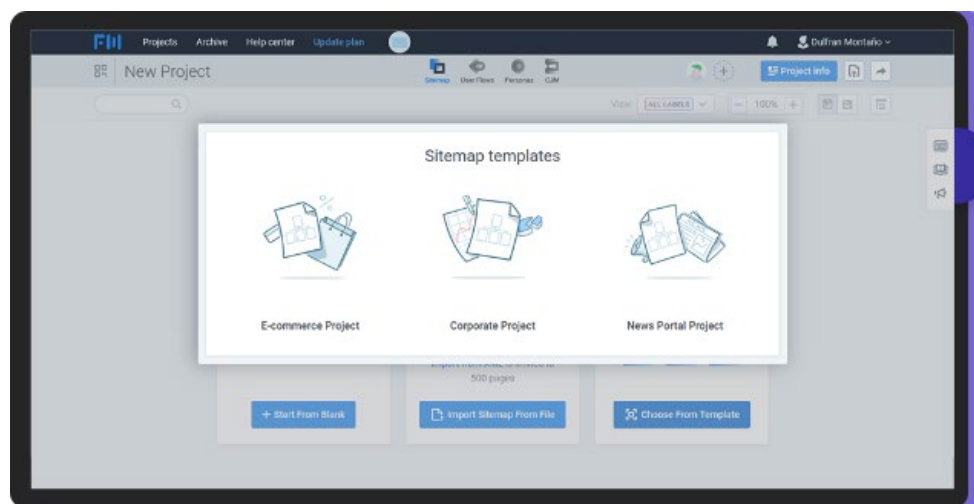 FM Projects Archive Help center Update plan Duffran Montaño
New Project Sitemap User Flows Personas CJM Project info
View ALL LABELS 100%
Sitemap templates
E-commerce Project Corporate Project News Portal Project
500 pages
+ Start From Blank Import Sitemap From File Choose From Template